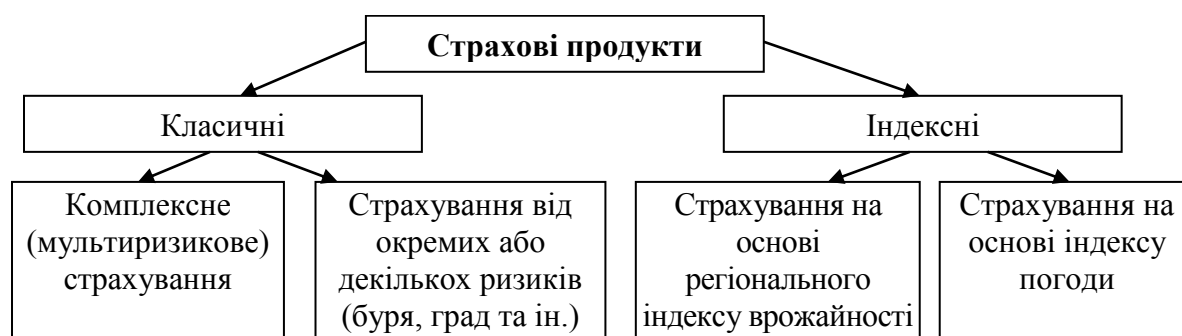 Страхові продукти
Класичні
Індексні
Комплексне
(мультиризикове)
страхування
Страхування від
окремих або
декількох ризиків
(буря, град та ін.)
Страхування на
основі
регіонального
індексу врожайності
Страхування на
основі індексу
погоди